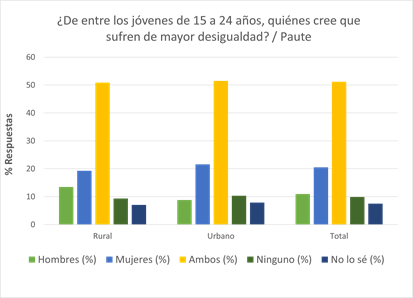 ¿De entre los jóvenes de 15 a 24 años, quiénes cree que
sufren de mayor desigualdad? / Paute
% Respuestas
60
50
40
30
20
10
0
Rural Urbano Total
Hombres (%) Mujeres (%) Ambos (%) Ninguno (%) No lo sé (%)